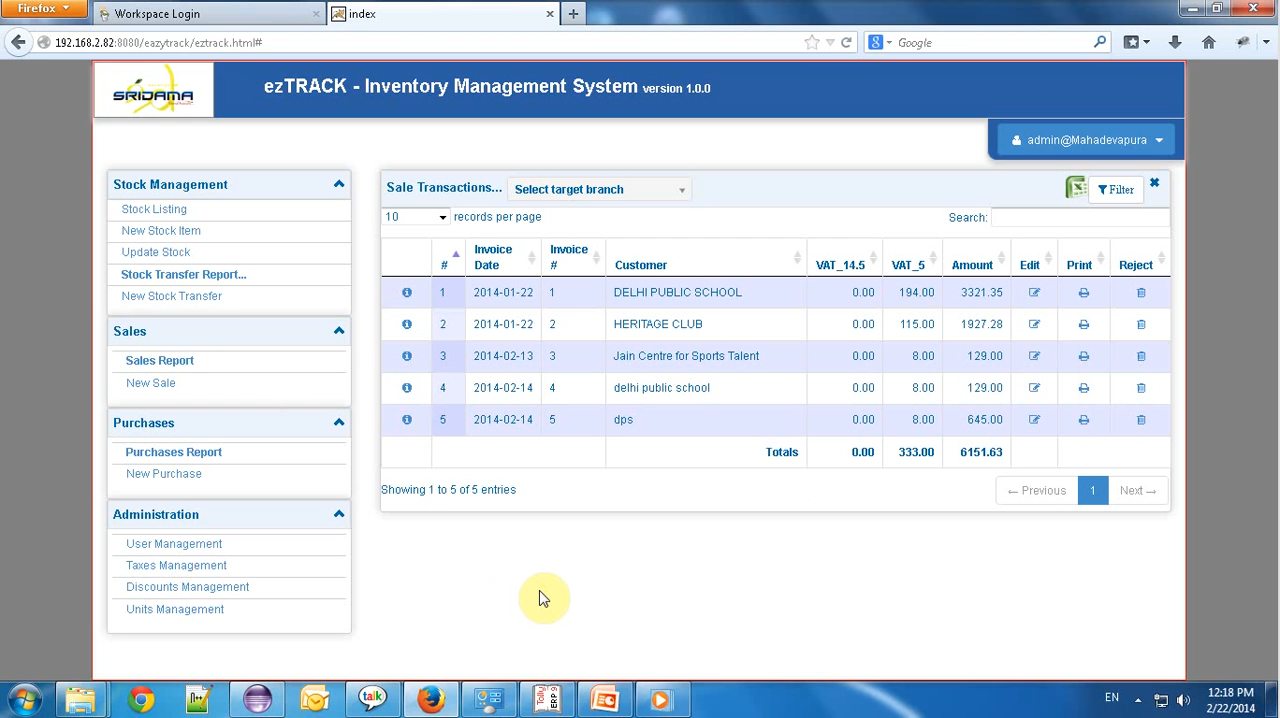 Firefox
Workspace Login
index
192.168.2.82:8080/eazytrack/eztrack.html#
Google
SRIDAMA
ezTRACK - Inventory Management System version 1.0.0
admin@Mahadevapura
Stock Management
Stock Listing
New Stock Item
Update Stock
Stock Transfer Report...
New Stock Transfer
Sales
Sales Report
New Sale
Purchases
Purchases Report
New Purchase
Administration
User Management
Taxes Management
Discounts Management
Units Management
Sale Transactions... Select target branch Filter
10 records per page Search:
# Invoice Date Invoice # Customer VAT_14.5 VAT_5 Amount Edit Print Reject
1 2014-01-22 1 DELHI PUBLIC SCHOOL 0.00 194.00 3321.35
2 2014-01-22 2 HERITAGE CLUB 0.00 115.00 1927.28
3 2014-02-13 3 Jain Centre for Sports Talent 0.00 8.00 129.00
4 2014-02-14 4 delhi public school 0.00 8.00 129.00
5 2014-02-14 5 dps 0.00 8.00 645.00
Totals 0.00 333.00 6151.63
Showing 1 to 5 of 5 entries ← Previous 1 Next →
talk
Tally ERP 9
EN 12:18 PM
2/22/2014